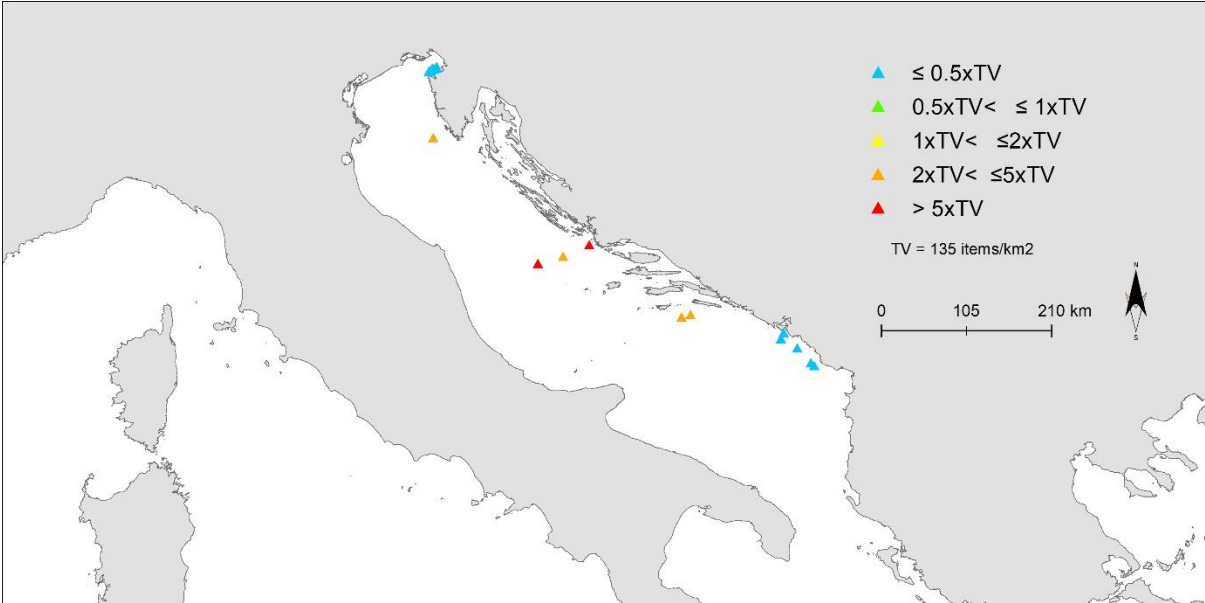 ≤ 0.5xTV
0.5xTV< ≤ 1xTV
1xTV< ≤2xTV
2xTV< ≤5xTV
> 5xTV
TV = 135 items/km2
N
S
0 105 210 km